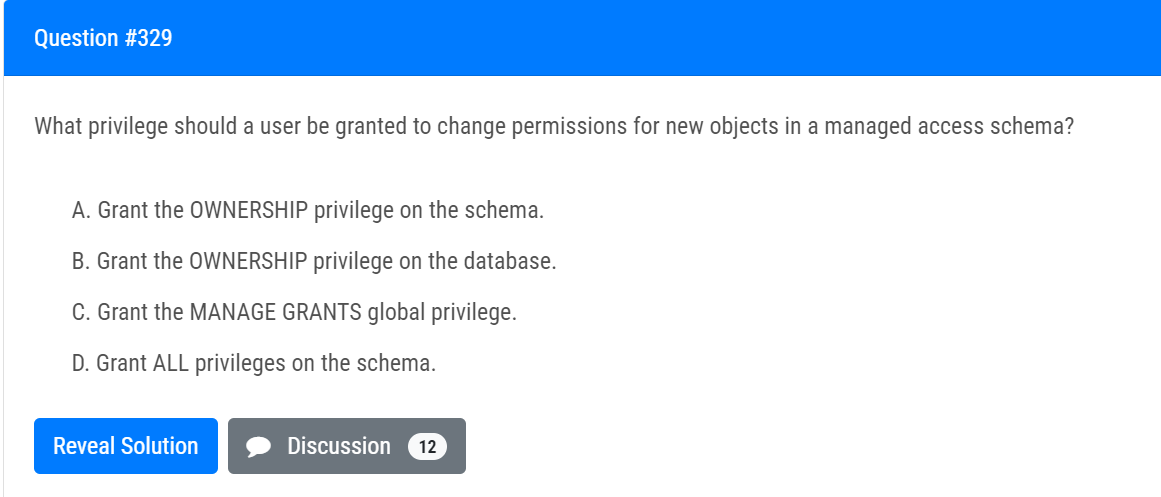 Question #329
What privilege should a user be granted to change permissions for new objects in a managed access schema?
A. Grant the OWNERSHIP privilege on the schema.
B. Grant the OWNERSHIP privilege on the database.
C. Grant the MANAGE GRANTS global privilege.
D. Grant ALL privileges on the schema.
Reveal Solution Discussion 12